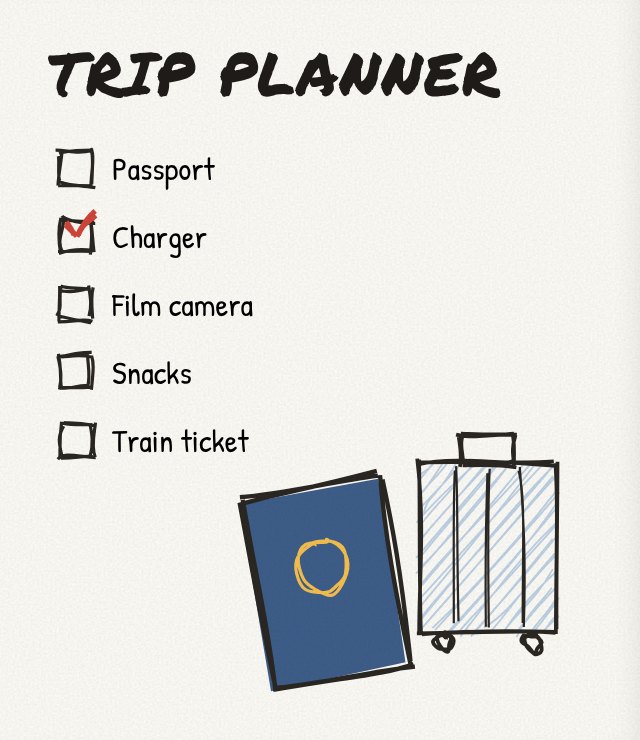 TRIP PLANNER
Passport
Charger
Film camera
Snacks
Train ticket